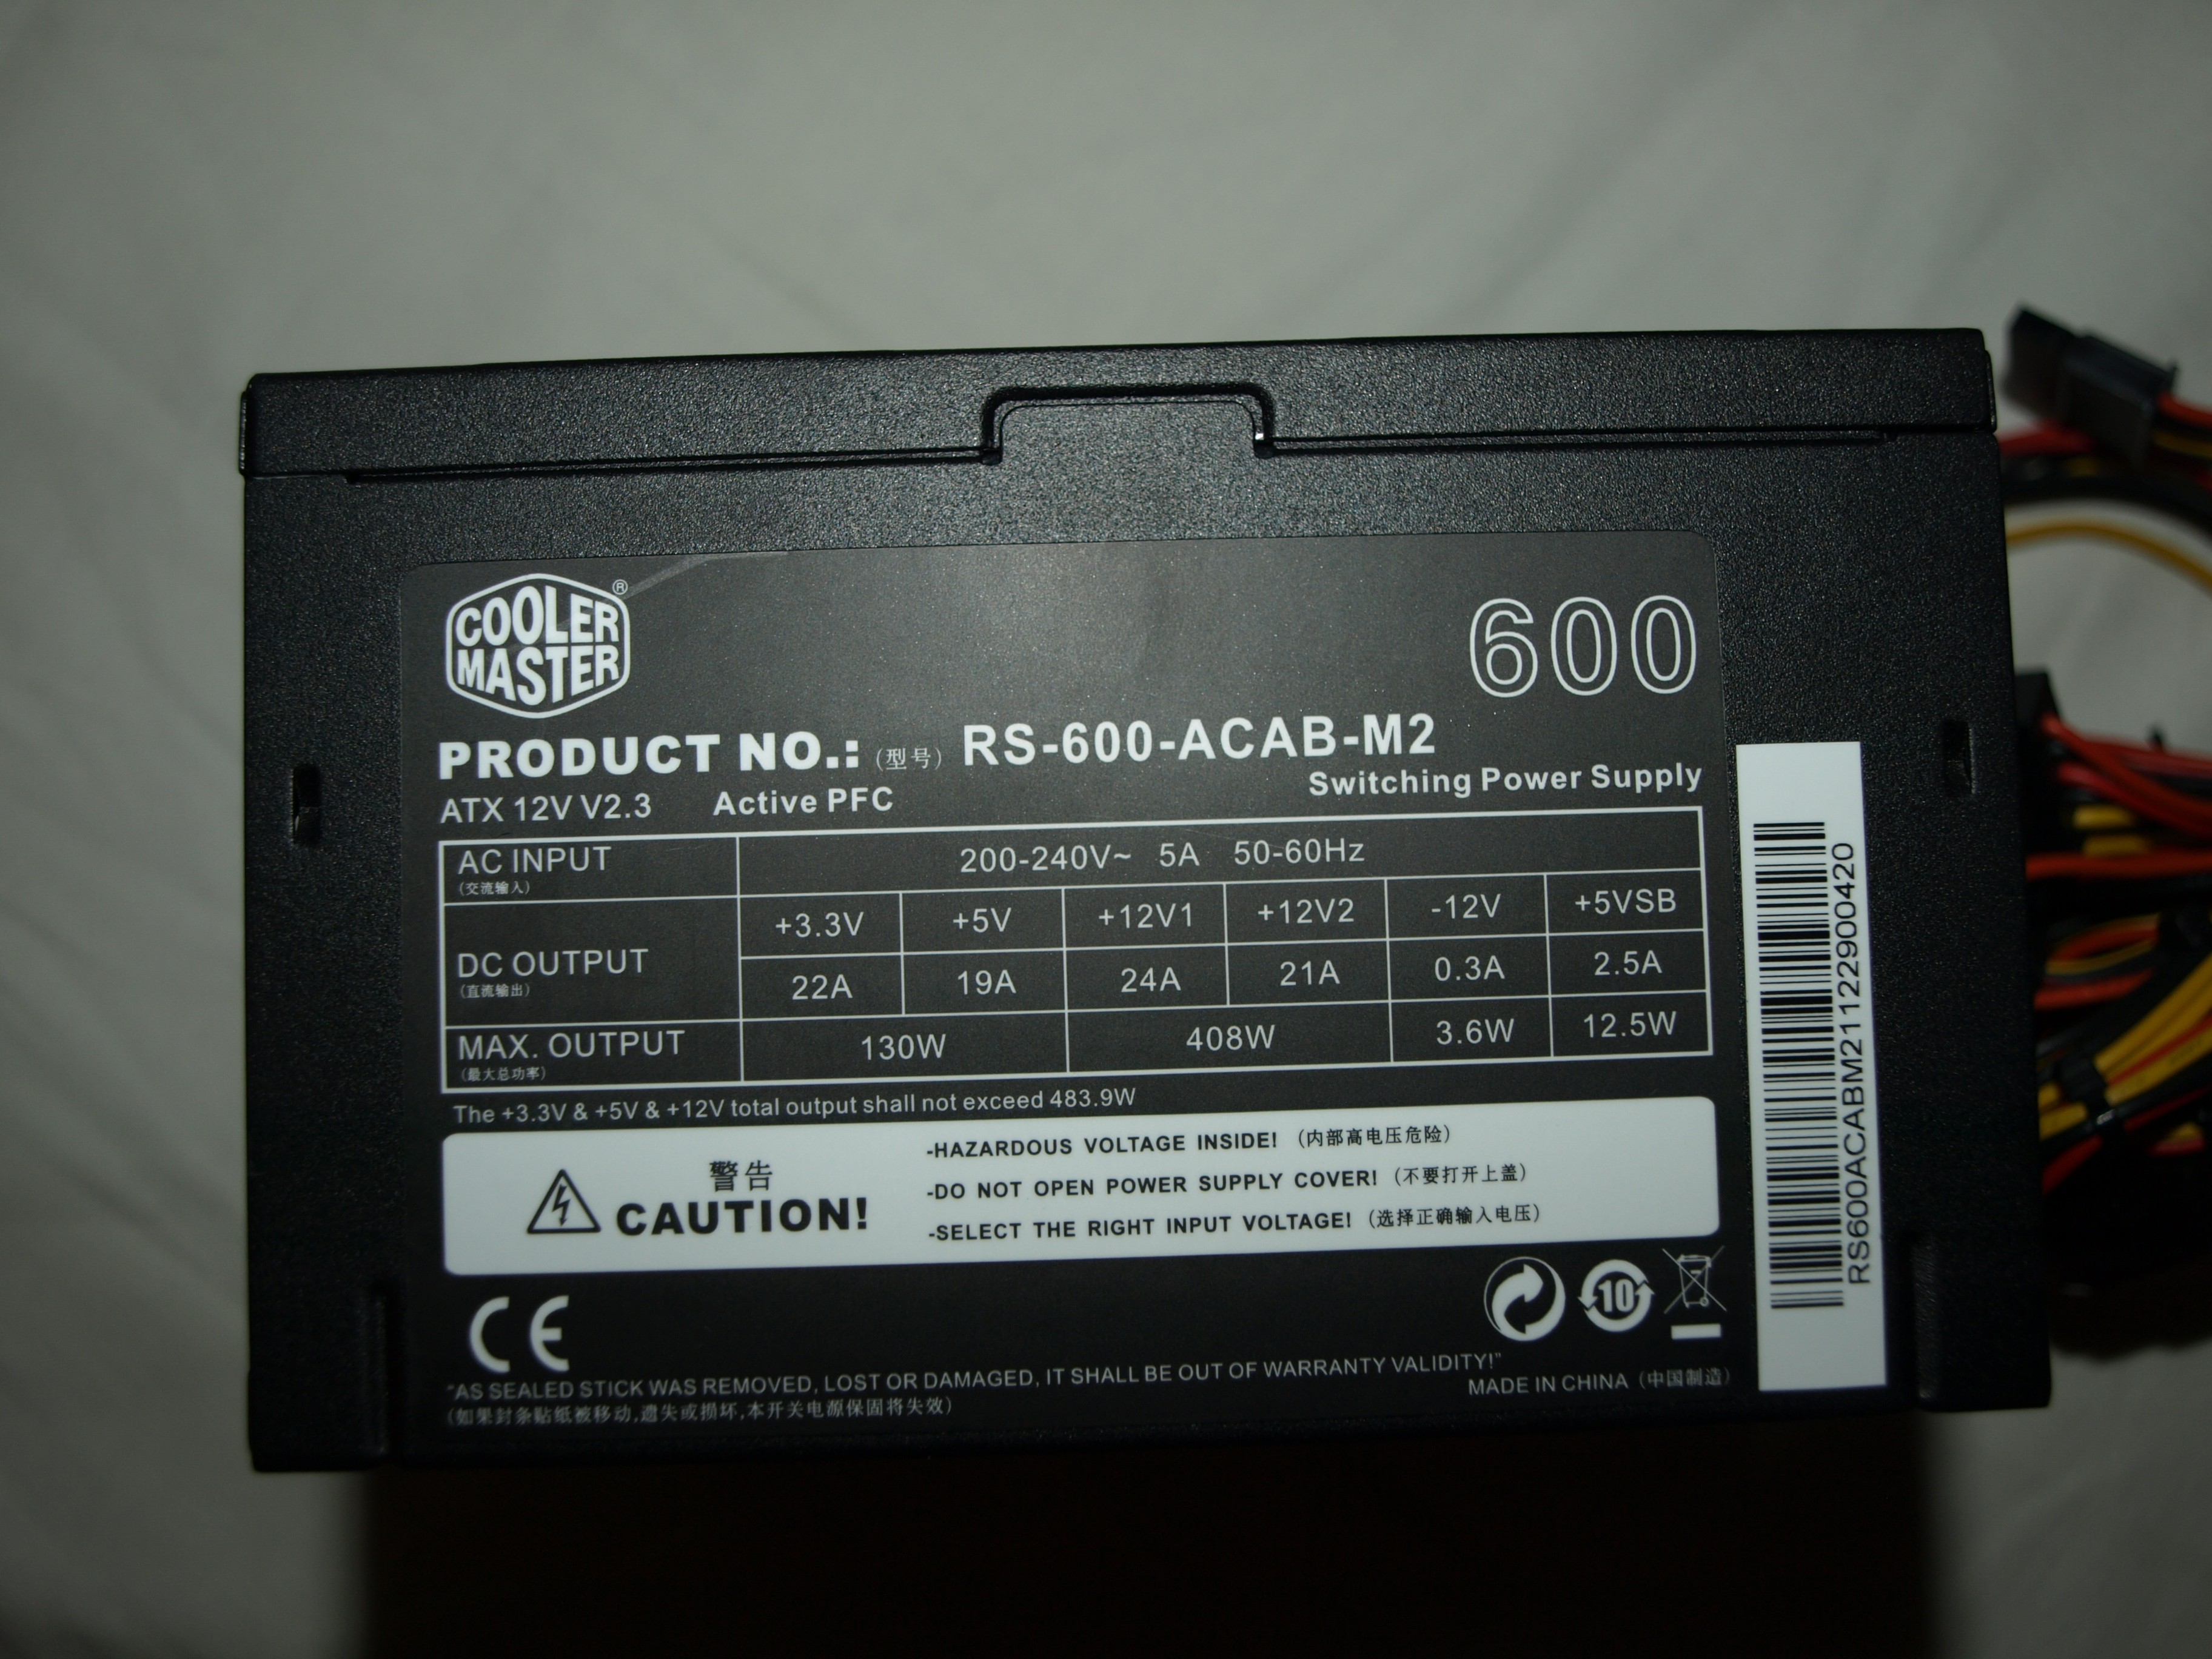 COOLER
MASTER®
600
PRODUCT NO.: (型号) RS-600-ACAB-M2
ATX 12V V2.3 Active PFC Switching Power Supply
AC INPUT 200-240V~ 5A 50-60Hz
(交流输入)
+3.3V +5V +12V1 +12V2 -12V +5VSB
DC OUTPUT
(直流输出)
22A 19A 24A 21A 0.3A 2.5A
MAX. OUTPUT 130W 408W 3.6W 12.5W
(最大总功率)
The +3.3V & +5V & +12V total output shall not exceed 483.9W
警告
CAUTION!
-HAZARDOUS VOLTAGE INSIDE! (内部高电压危险)
-DO NOT OPEN POWER SUPPLY COVER! (不要打开上盖)
-SELECT THE RIGHT INPUT VOLTAGE! (选择正确输入电压)
CE
10
"AS SEALED STICK WAS REMOVED, LOST OR DAMAGED, IT SHALL BE OUT OF WARRANTY VALIDITY!"
(如果封条贴纸被移动,遗失或损坏,本开关电源保固将失效)
MADE IN CHINA (中国制造)
RS600ACABM21122900420